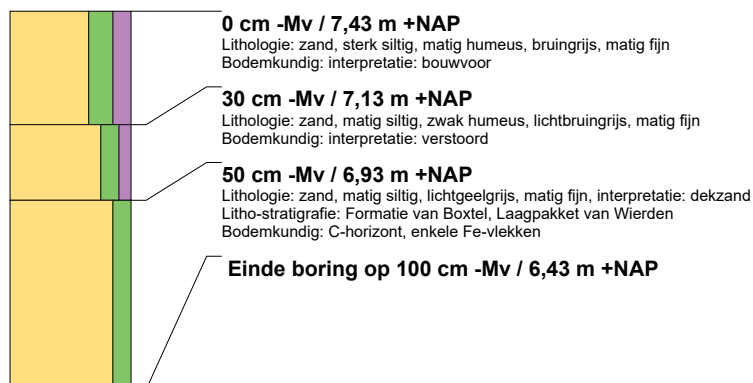 0 cm -Mv / 7,43 m +NAP
Lithologie: zand, sterk siltig, matig humeus, bruingrijs, matig fijn
Bodemkundig: interpretatie: bouwvoor
30 cm -Mv / 7,13 m +NAP
Lithologie: zand, matig siltig, zwak humeus, lichtbruingrijs, matig fijn
Bodemkundig: interpretatie: verstoord
50 cm -Mv / 6,93 m +NAP
Lithologie: zand, matig siltig, lichtgeelgrijs, matig fijn, interpretatie: dekzand
Litho-stratigrafie: Formatie van Boxtel, Laagpakket van Wierden
Bodemkundig: C-horizont, enkele Fe-vlekken
Einde boring op 100 cm -Mv / 6,43 m +NAP